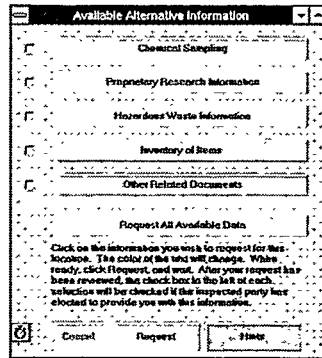 Available Alternative Information
Chemical Sampling
Proprietary Research Information
Hazardous Waste Information
Inventory of Items
Other Related Documents
Request All Available Data
Click on the information you wish to request for this
location. The color of the text will change. When
ready, click Request, and wait. After your request has
been reviewed, the check box to the left of each
selection will be checked if the inspected party has
elected to provide you with this information.
Cancel Request Hints